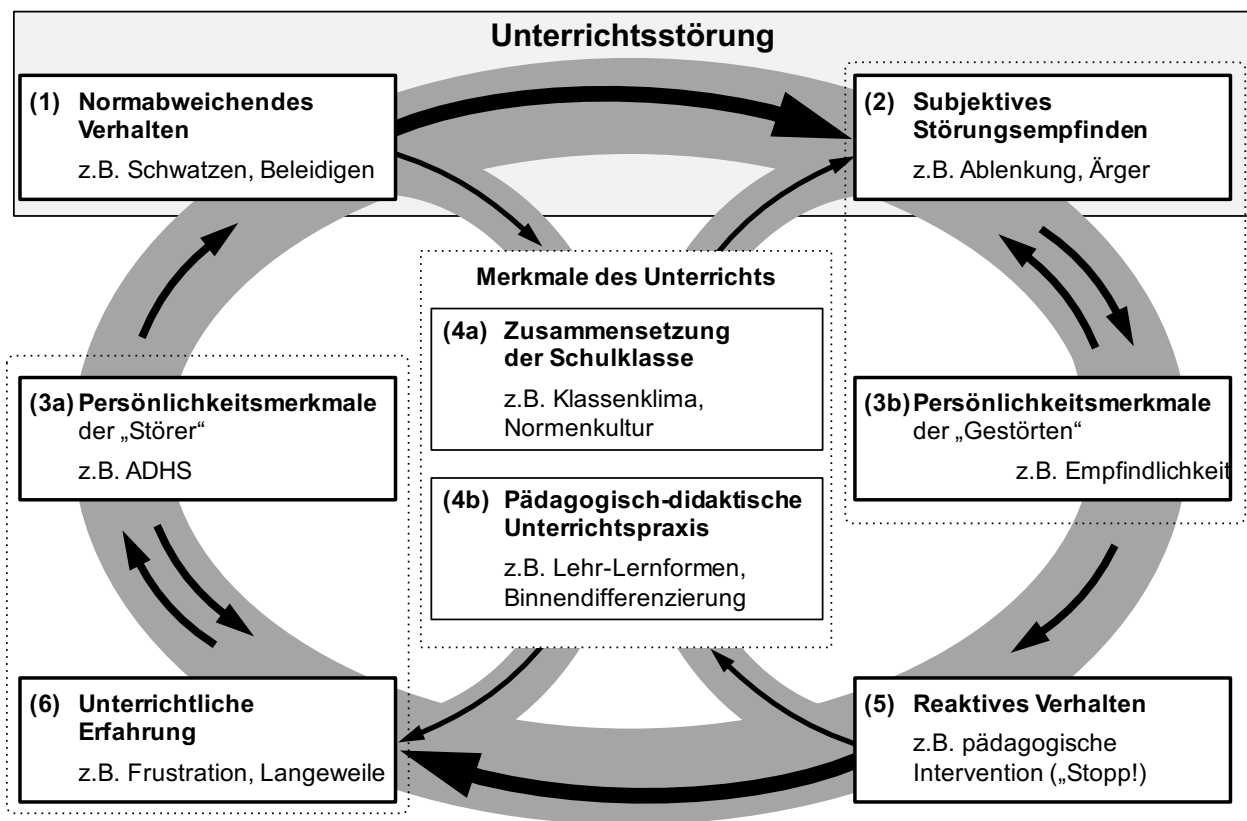 Unterrichtsstörung
(1) Normabweichendes
Verhalten
z.B. Schwatzen, Beleidigen
(2) Subjektives
Störungsempfinden
z.B. Ablenkung, Ärger
Merkmale des Unterrichts
(4a) Zusammensetzung
der Schulklasse
z.B. Klassenklima,
Normenkultur
(3a) Persönlichkeitsmerkmale
der „Störer“
z.B. ADHS
(3b) Persönlichkeitsmerkmale
der „Gestörten“
z.B. Empfindlichkeit
(4b) Pädagogisch-didaktische
Unterrichtspraxis
z.B. Lehr-Lernformen,
Binnendifferenzierung
(6) Unterrichtliche
Erfahrung
z.B. Frustration, Langeweile
(5) Reaktives Verhalten
z.B. pädagogische
Intervention („Stopp!)